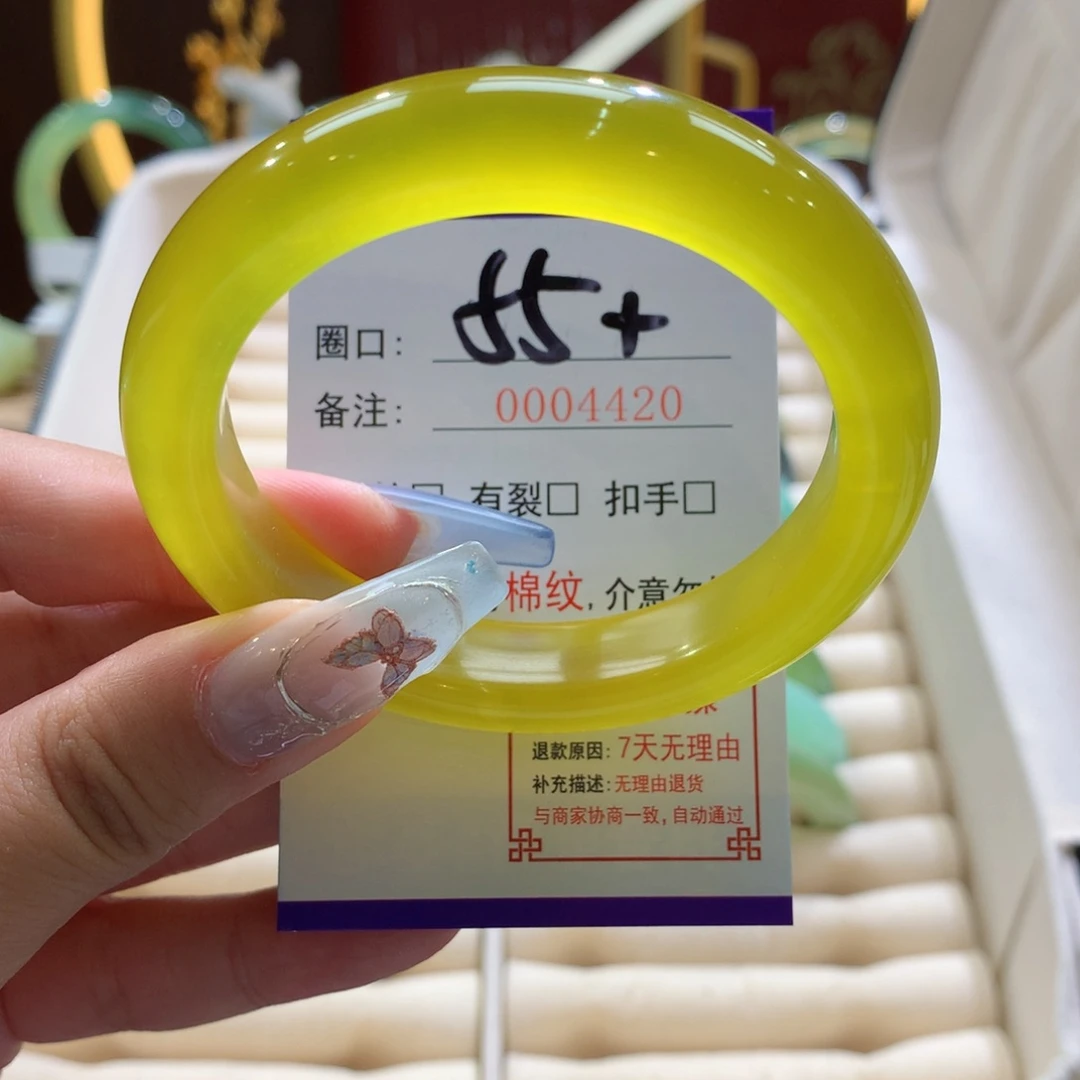 圈口: 55+
备注: 0004420
有裂□ 扣手□
棉纹, 介意勿
退款原因: 7天无理由
补充描述: 无理由退货
与商家协商一致, 自动通过